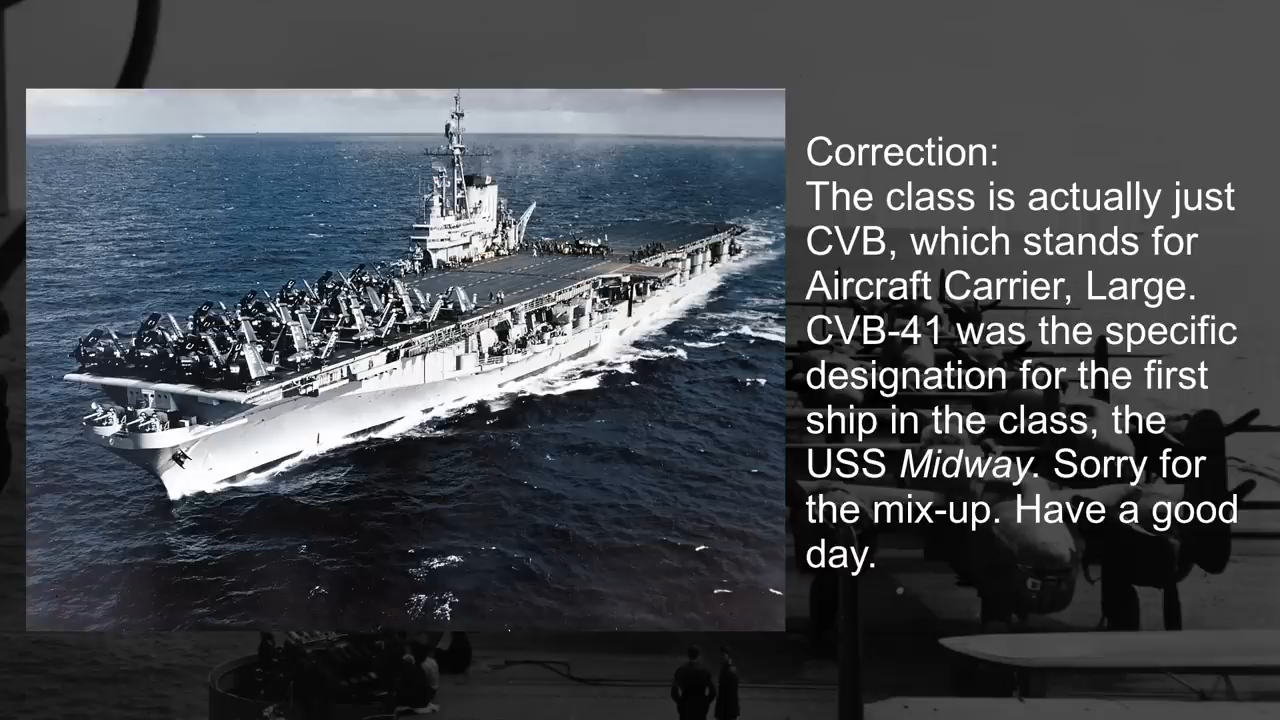 Correction:
The class is actually just
CVB, which stands for
Aircraft Carrier, Large.
CVB-41 was the specific
designation for the first
ship in the class, the
USS Midway. Sorry for
the mix-up. Have a good
day.